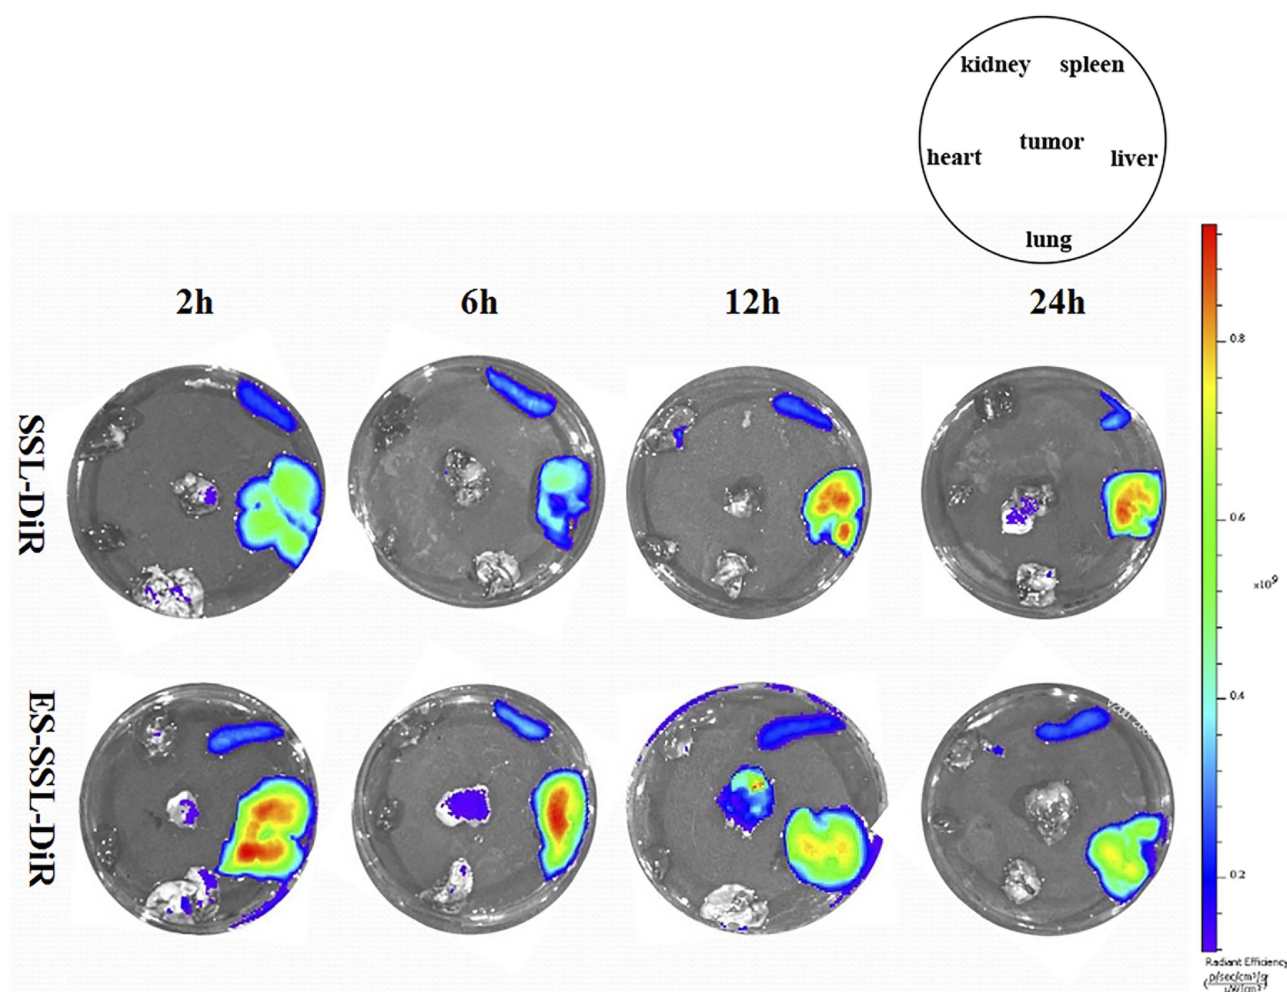 kidney spleen
tumor
heart
liver
lung
2h 6h 12h 24h
SSL-DiR
ES-SSL-DiR
0.8
0.6
x10⁹
0.4
0.2
Radiant Efficiency